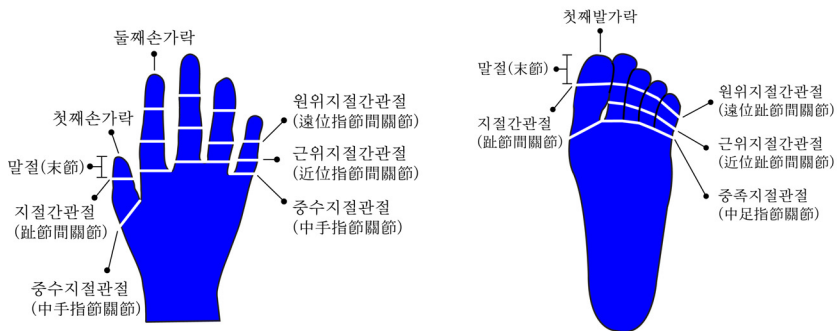 둘째손가락
첫째손가락
말절(末節)
지절간관절
(趾節間關節)
중수지절관절
(中手指節關節)
원위지절간관절
(遠位指節間關節)
근위지절간관절
(近位指節間關節)
중수지절관절
(中手指節關節)
첫째발가락
말절(末節)
지절간관절
(趾節間關節)
원위지절간관절
(遠位趾節間關節)
근위지절간관절
(近位趾節間關節)
중족지절관절
(中足指節關節)